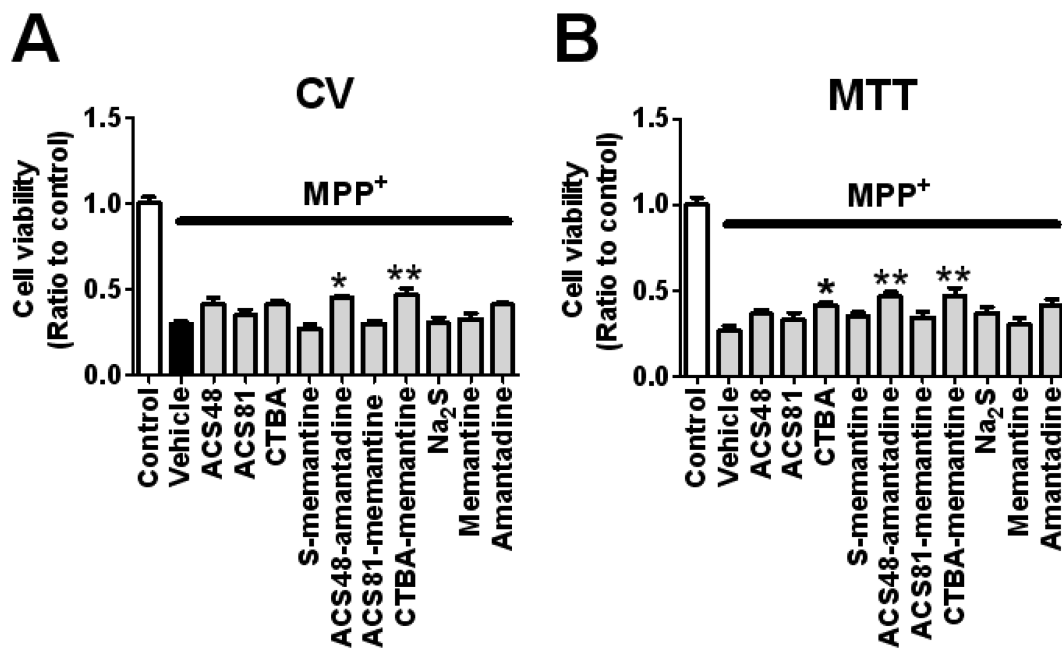 A
CV
Cell viability
(Ratio to control)
1.5
1.0
0.5
0.0
MPP⁺
*
**
Control
Vehicle
ACS48
ACS81
CTBA
S-memantine
ACS48-amantadine
ACS81-memantine
CTBA-memantine
Na₂S
Memantine
Amantadine
B
MTT
Cell viability
(Ratio to control)
1.5
1.0
0.5
0.0
MPP⁺
*
**
**
Control
Vehicle
ACS48
ACS81
CTBA
S-memantine
ACS48-amantadine
ACS81-memantine
CTBA-memantine
Na₂S
Memantine
Amantadine